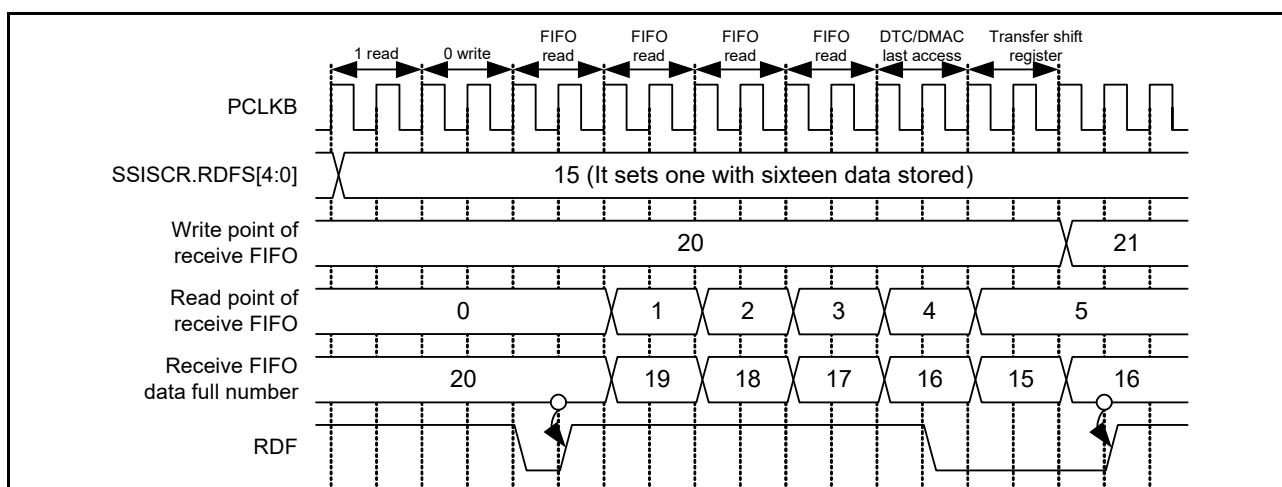 1 read
0 write
FIFO
read
FIFO
read
FIFO
read
FIFO
read
DTC/DMAC
last access
Transfer shift
register
PCLKB
SSISCR.RDFS[4:0]
15 (It sets one with sixteen data stored)
Write point of
receive FIFO
20
21
Read point of
receive FIFO
0
1
2
3
4
5
Receive FIFO
data full number
20
19
18
17
16
15
16
RDF